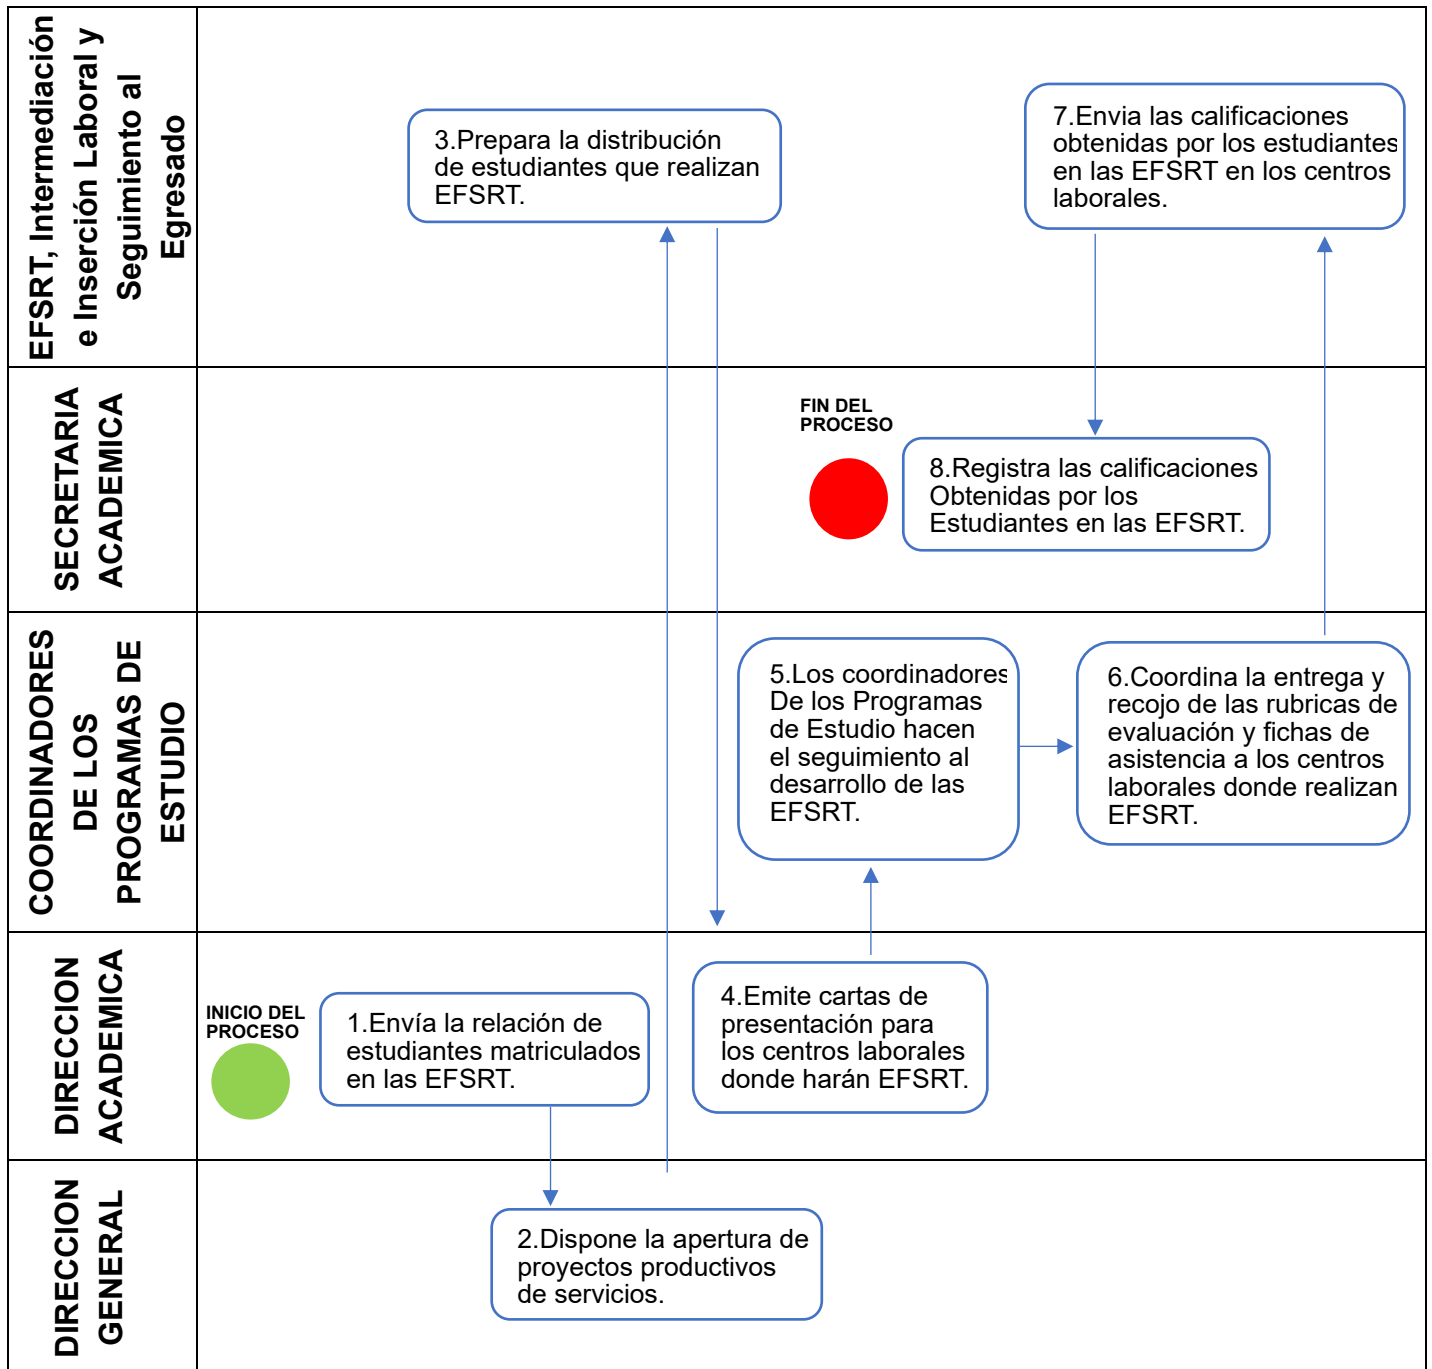 EFSRT, Intermediación
e Inserción Laboral y
Seguimiento al
Egresado
3.Prepara la distribución
de estudiantes que realizan
EFSRT.
7.Envia las calificaciones
obtenidas por los estudiantes
en las EFSRT en los centros
laborales.
SECRETARIA
ACADEMICA
FIN DEL
PROCESO
8.Registra las calificaciones
Obtenidas por los
Estudiantes en las EFSRT.
COORDINADORES
DE LOS
PROGRAMAS DE
ESTUDIO
5.Los coordinadores
De los Programas
de Estudio hacen
el seguimiento al
desarrollo de las
EFSRT.
6.Coordina la entrega y
recojo de las rubricas de
evaluación y fichas de
asistencia a los centros
laborales donde realizan
EFSRT.
DIRECCION
ACADEMICA
INICIO DEL
PROCESO
1.Envía la relación de
estudiantes matriculados
en las EFSRT.
4.Emite cartas de
presentación para
los centros laborales
donde harán EFSRT.
DIRECCION
GENERAL
2.Dispone la apertura de
proyectos productivos
de servicios.